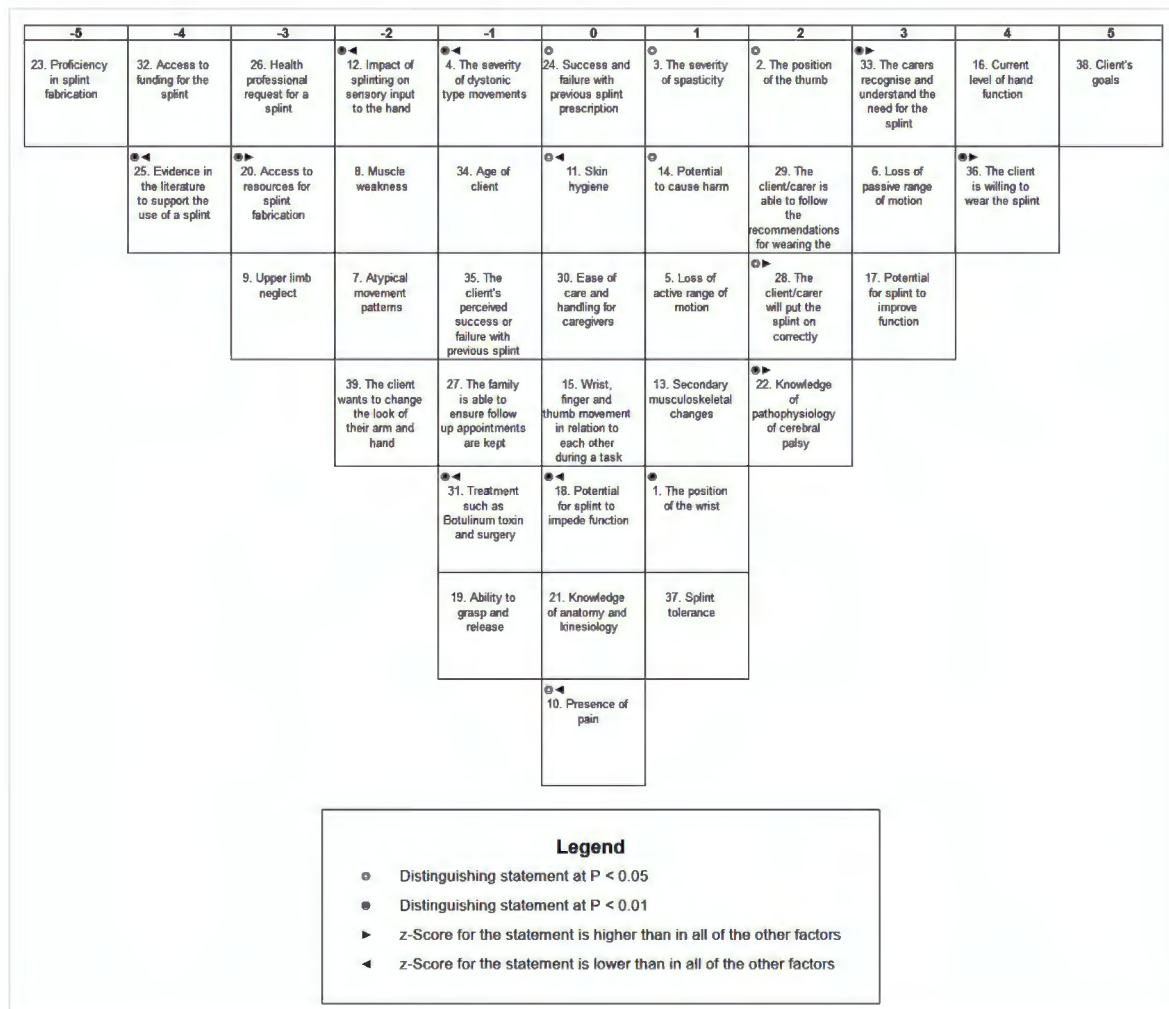 -5 -4 -3 -2 -1 0 1 2 3 4 5
23. Proficiency
in splint
fabrication
32. Access to
funding for the
splint
26. Health
professional
request for a
splint
12. Impact of
splinting on
sensory input
to the hand
4. The severity
of dystonic
type movements
24. Success and
failure with
previous splint
prescription
3. The severity
of spasticity
2. The position
of the thumb
33. The carers
recognise and
understand the
need for the
splint
16. Current
level of hand
function
38. Client's
goals
25. Evidence in
the literature
to support the
use of a splint
20. Access to
resources for
splint
fabrication
8. Muscle
weakness
34. Age of
client
11. Skin
hygiene
14. Potential
to cause harm
29. The
client/carer is
able to follow
the
recommendations
for wearing the
6. Loss of
passive range
of motion
36. The client
is willing to
wear the splint
9. Upper limb
neglect
7. Atypical
movement
patterns
35. The
client's
perceived
success or
failure with
previous splint
30. Ease of
care and
handling for
caregivers
5. Loss of
active range of
motion
28. The
client/carer
will put the
splint on
correctly
17. Potential
for splint to
improve
function
39. The client
wants to change
the look of
their arm and
hand
27. The family
is able to
ensure follow
up appointments
are kept
15. Wrist,
finger and
thumb movement
in relation to
each other
during a task
13. Secondary
musculoskeletal
changes
22. Knowledge
of
pathophysiology
of cerebral
palsy
31. Treatment
such as
Botulinum toxin
and surgery
18. Potential
for splint to
impede function
1. The position
of the wrist
19. Ability to
grasp and
release
21. Knowledge
of anatomy and
kinesiology
37. Splint
tolerance
10. Presence of
pain
Legend
Distinguishing statement at P < 0.05
Distinguishing statement at P < 0.01
► z-Score for the statement is higher than in all of the other factors
◄ z-Score for the statement is lower than in all of the other factors